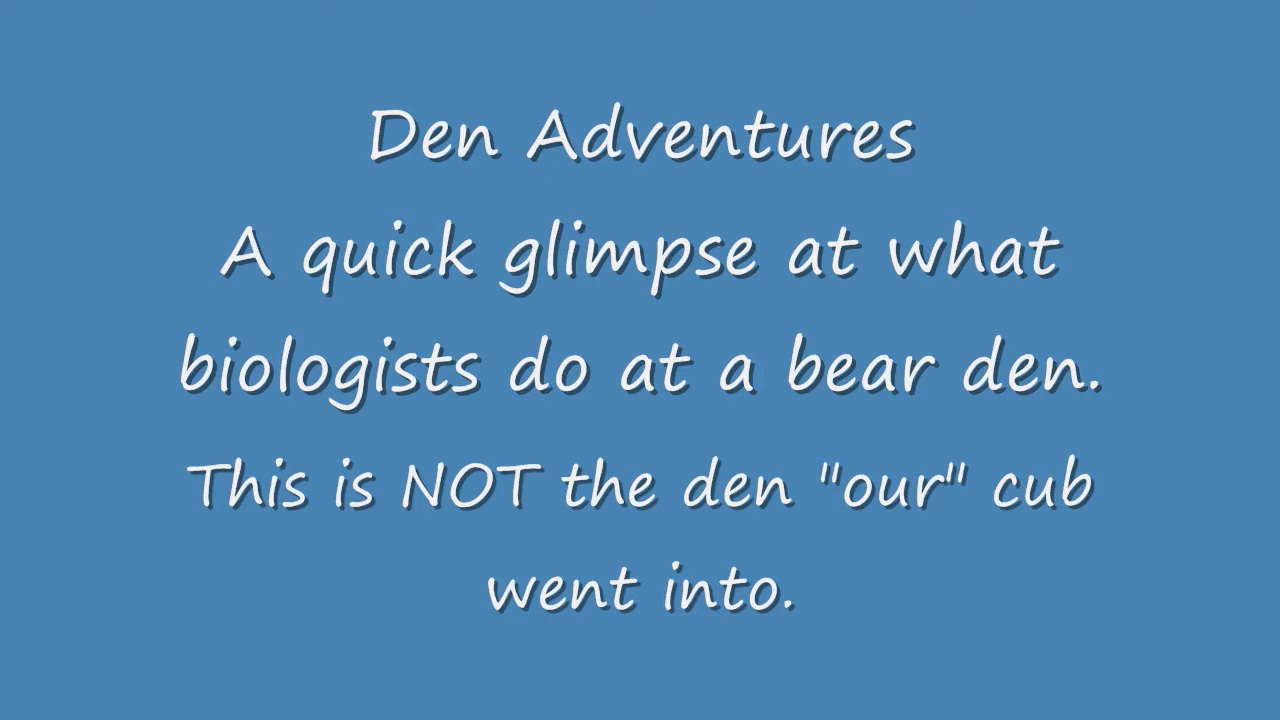 Den Adventures
A quick glimpse at what
biologists do at a bear den.
This is NOT the den "our" cub
went into.